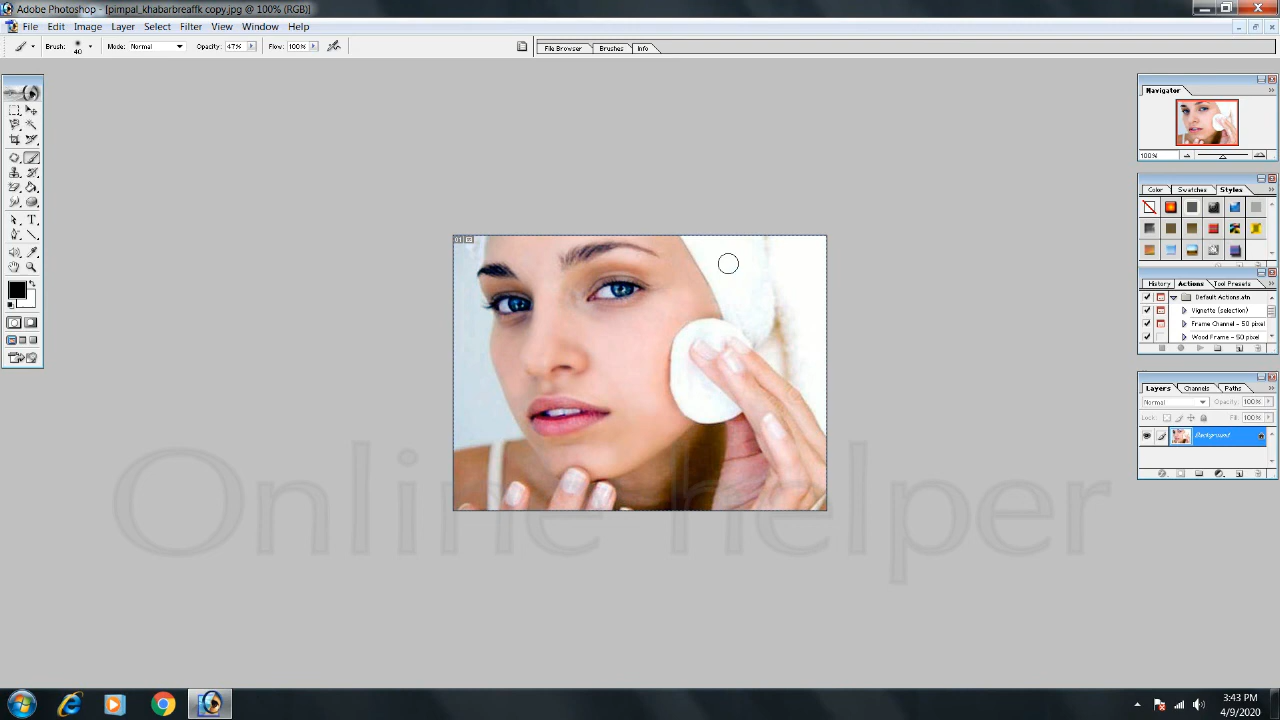 Adobe Photoshop - [pimpal_khabarbreaffk copy.jpg @ 100% (RGB)]
File Edit Image Layer Select Filter View Window Help
Brush: 40 Mode: Normal Opacity: 47% Flow: 100% File Browser Brushes Info
Navigator
100%
Color Swatches Styles
History Actions Tool Presets
Default Actions.atn
Vignette (selection)
Frame Channel - 50 pixel
Wood Frame - 50 pixel
Layers Channels Paths
Normal Opacity: 100%
Lock: Fill: 100%
Background
01
Online helper
3:43 PM
4/9/2020